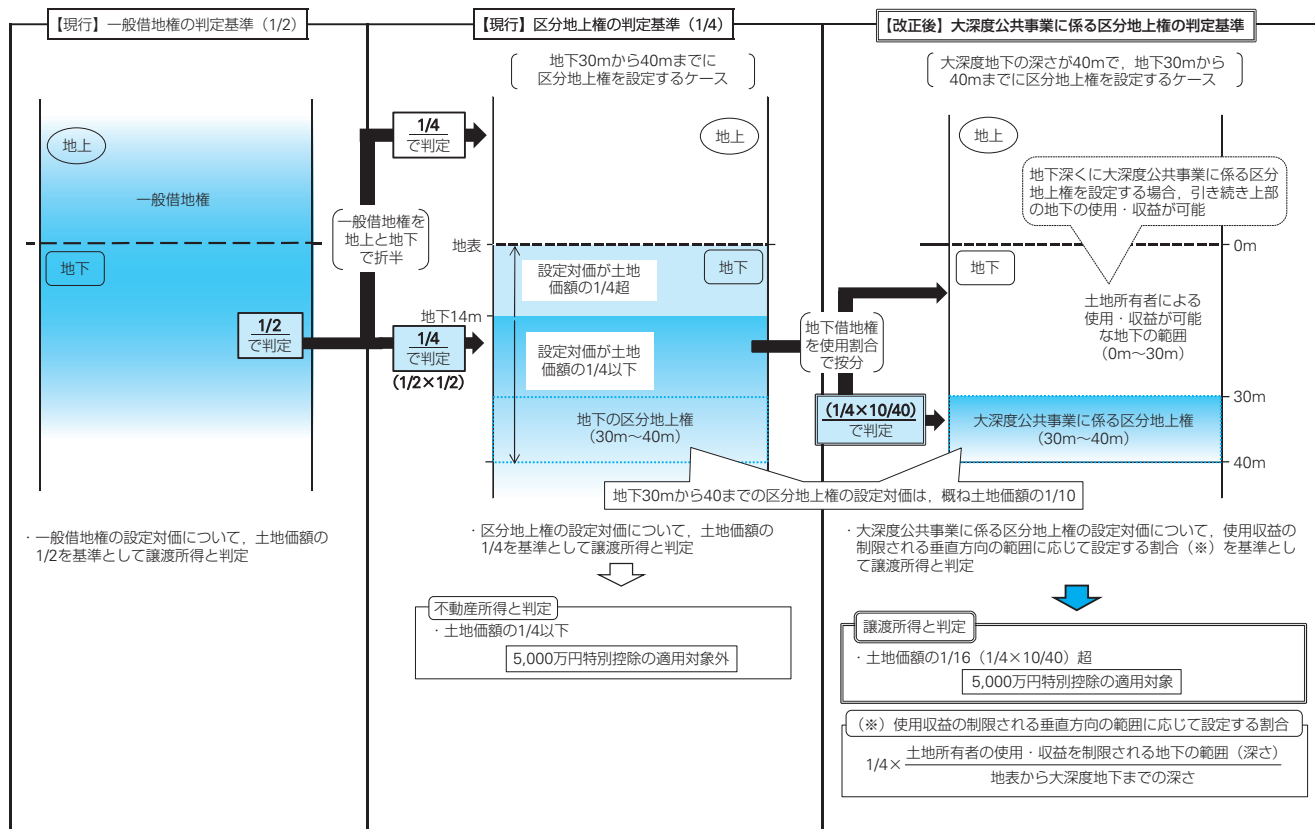 【現行】一般借地権の判定基準（1/2）
地上
一般借地権
地下
1/2
で判定
・一般借地権の設定対価について，土地価額の
1/2を基準として譲渡所得と判定
1/4
で判定
一般借地権を
地上と地下
で折半
1/4
で判定
(1/2×1/2)
【現行】区分地上権の判定基準（1/4）
地下30mから40mまでに
区分地上権を設定するケース
地上
地表
地下
設定対価が土地
価額の1/4超
地下14m
設定対価が土地
価額の1/4以下
地下の区分地上権
（30m～40m）
地下借地権
を使用割合
で按分
(1/4×10/40)
で判定
地下30mから40までの区分地上権の設定対価は，概ね土地価額の1/10
・区分地上権の設定対価について，土地価額の
1/4を基準として譲渡所得と判定
不動産所得と判定
・土地価額の1/4以下
5,000万円特別控除の適用対象外
【改正後】大深度公共事業に係る区分地上権の判定基準
大深度地下の深さが40mで，地下30mから
40mまでに区分地上権を設定するケース
地上
地下深くに大深度公共事業に係る区分
地上権を設定する場合，引き続き上部
の地下の使用・収益が可能
0m
地下
土地所有者による
使用・収益が可能
な地下の範囲
（0m～30m）
30m
大深度公共事業に係る区分地上権
（30m～40m）
40m
・大深度公共事業に係る区分地上権の設定対価について，使用収益の
制限される垂直方向の範囲に応じて設定する割合（※）を基準とし
て譲渡所得と判定
譲渡所得と判定
・土地価額の1/16（1/4×10/40）超
5,000万円特別控除の適用対象
（※）使用収益の制限される垂直方向の範囲に応じて設定する割合
1/4×土地所有者の使用・収益を制限される地下の範囲（深さ）
地表から大深度地下までの深さ